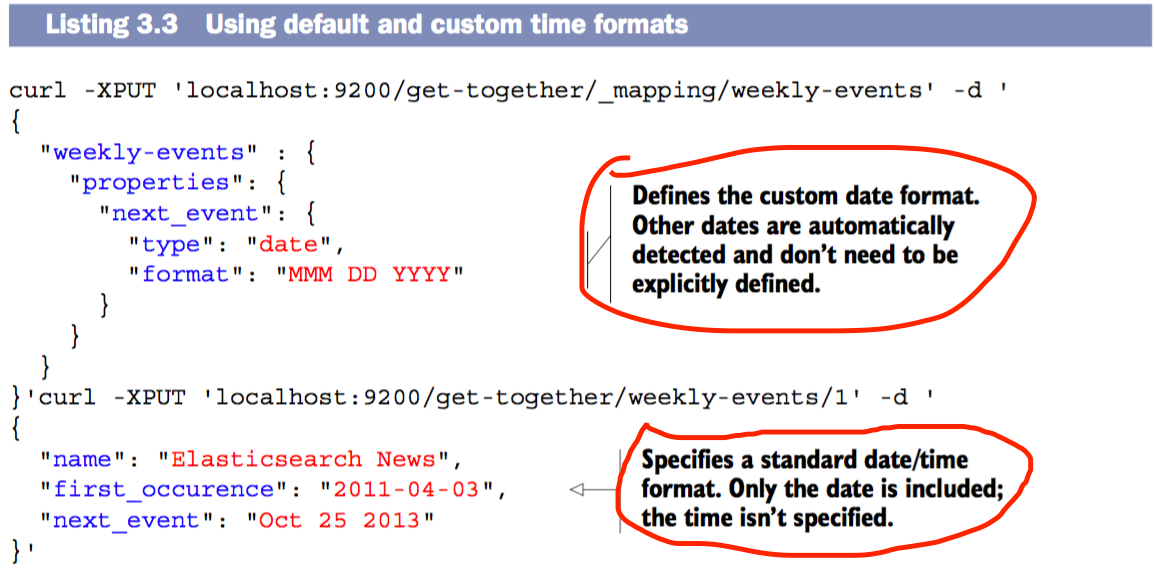 Listing 3.3 Using default and custom time formats
curl -XPUT 'localhost:9200/get-together/_mapping/weekly-events' -d '
{
  "weekly-events" : {
    "properties": {
      "next_event": {
        "type": "date",
        "format": "MMM DD YYYY"
      }
    }
  }
}'curl -XPUT 'localhost:9200/get-together/weekly-events/1' -d '
{
  "name": "Elasticsearch News",
  "first_occurence": "2011-04-03",
  "next_event": "Oct 25 2013"
}'
Defines the custom date format.
Other dates are automatically
detected and don't need to be
explicitly defined.
Specifies a standard date/time
format. Only the date is included;
the time isn't specified.